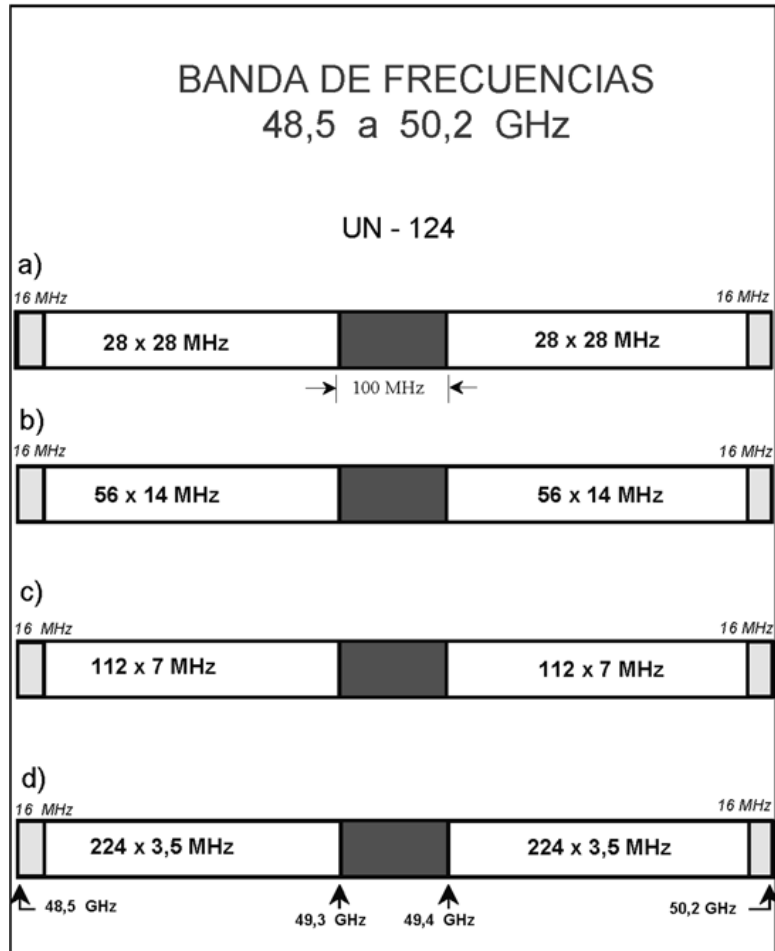 BANDA DE FRECUENCIAS
48,5 a 50,2 GHz
UN - 124
a)
16 MHz 16 MHz
28 x 28 MHz 28 x 28 MHz
100 MHz
b)
16 MHz 16 MHz
56 x 14 MHz 56 x 14 MHz
c)
16 MHz 16 MHz
112 x 7 MHz 112 x 7 MHz
d)
16 MHz 16 MHz
224 x 3,5 MHz 224 x 3,5 MHz
48,5 GHz 49,3 GHz 49,4 GHz 50,2 GHz